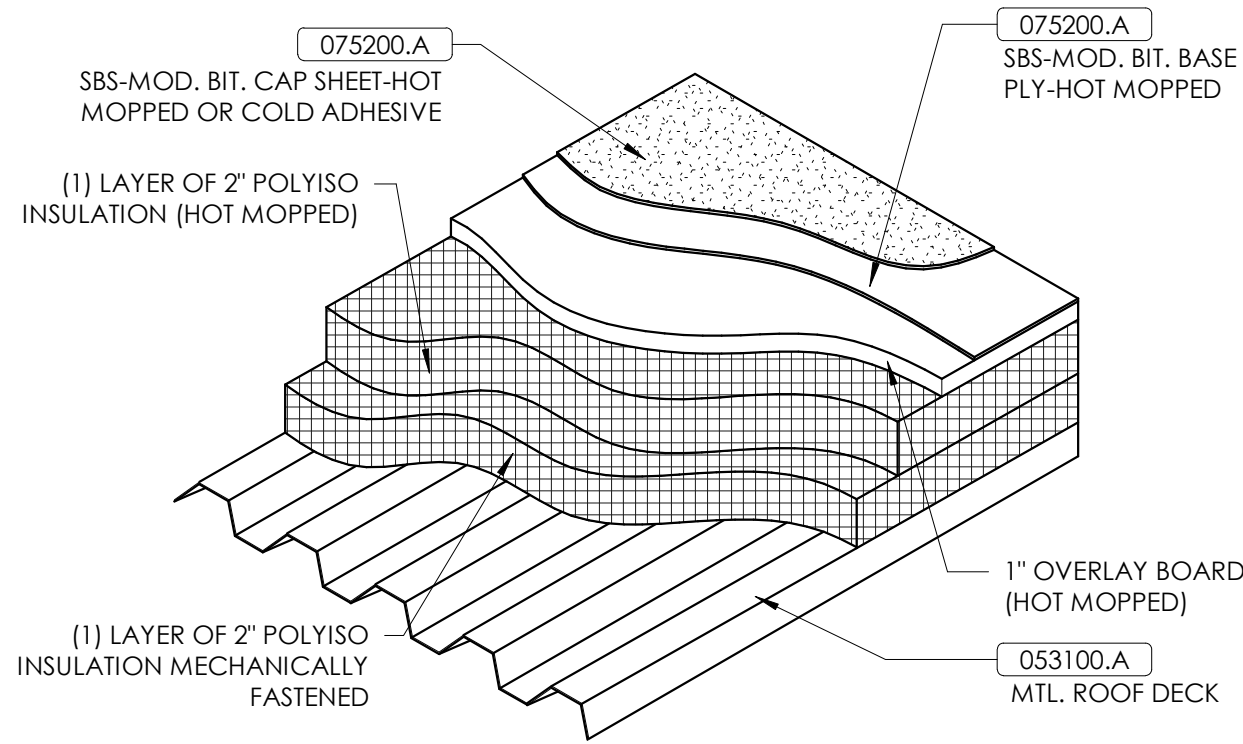 075200.A
SBS-MOD. BIT. CAP SHEET-HOT
MOPPED OR COLD ADHESIVE
075200.A
SBS-MOD. BIT. BASE
PLY-HOT MOPPED
(1) LAYER OF 2" POLYISO
INSULATION (HOT MOPPED)
1" OVERLAY BOARD
(HOT MOPPED)
(1) LAYER OF 2" POLYISO
INSULATION MECHANICALLY
FASTENED
053100.A
MTL. ROOF DECK